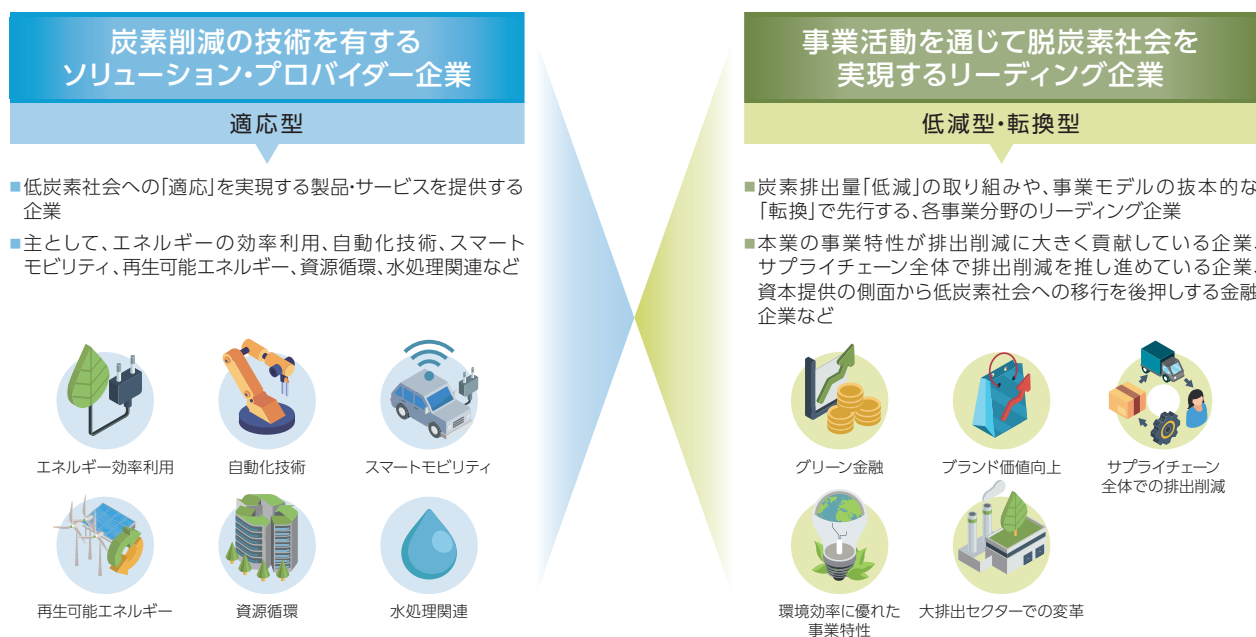 炭素削減の技術を有する
ソリューション・プロバイダー企業
適応型
■低炭素社会への「適応」を実現する製品・サービスを提供する
企業
■主として、エネルギーの効率利用、自動化技術、スマート
モビリティ、再生可能エネルギー、資源循環、水処理関連など
エネルギー効率利用
自動化技術
スマートモビリティ
再生可能エネルギー
資源循環
水処理関連
事業活動を通じて脱炭素社会を
実現するリーディング企業
低減型・転換型
■炭素排出量「低減」の取り組みや、事業モデルの抜本的な
「転換」で先行する、各事業分野のリーディング企業
■本業の事業特性が排出削減に大きく貢献している企業、
サプライチェーン全体で排出削減を推し進めている企業、
資本提供の側面から低炭素社会への移行を後押しする金融
企業など
グリーン金融
ブランド価値向上
サプライチェーン
全体での排出削減
環境効率に優れた
事業特性
大排出セクターでの変革